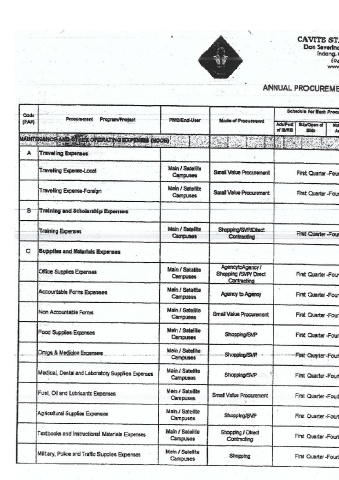 CAVITE ST
Don Severin
Indang,
www
ANNUAL PROCUREME
Code (PAP) Procurement Program/Project PMO/End-User Mode of Procurement Schedule For Each Procu
Ads/Post of IB/REI Sub/Open of Bids
MAINTENANCE AND OTHER OPERATING EXPENSES (MOOE)
A Traveling Expenses
Travelling Expense-Local Main / Satellite Campuses Small Value Procurement First Quarter -Four
Travelling Expense-Foreign Main / Satellite Campuses Small Value Procurement First Quarter -Four
B Training and Scholarship Expenses
Training Expenses Main / Satellite Campuses Shopping/SVP/Direct Contracting First Quarter -Four
C Supplies and Materials Expenses
Office Supplies Expenses Main / Satellite Campuses AgencytoAgency / Shopping /SVP/ Direct Contracting First Quarter -Four
Accountable Forms Expenses Main / Satellite Campuses Agency to Agency First Quarter -Four
Non Accountable Forms Main / Satellite Campuses Small Value Procurement First Quarter -Four
Food Supplies Expenses Main / Satellite Campuses Shopping/SVP First Quarter -Four
Drugs & Medicine Expenses Main / Satellite Campuses Shopping/SVP First Quarter -Four
Medical, Dental and Laboratory Supplies Expenses Main / Satellite Campuses Shopping/SVP First Quarter -Four
Fuel, Oil and Lubricants Expenses Main / Satellite Campuses Small Value Procurement First Quarter -Four
Agricultural Supplies Expenses Main / Satellite Campuses Shopping/SVP First Quarter -Four
Textbooks and Instructional Materials Expenses Main / Satellite Campuses Shopping / Direct Contracting First Quarter -Four
Military, Police and Traffic Supplies Expenses Main / Satellite Campuses Shopping First Quarter -Four